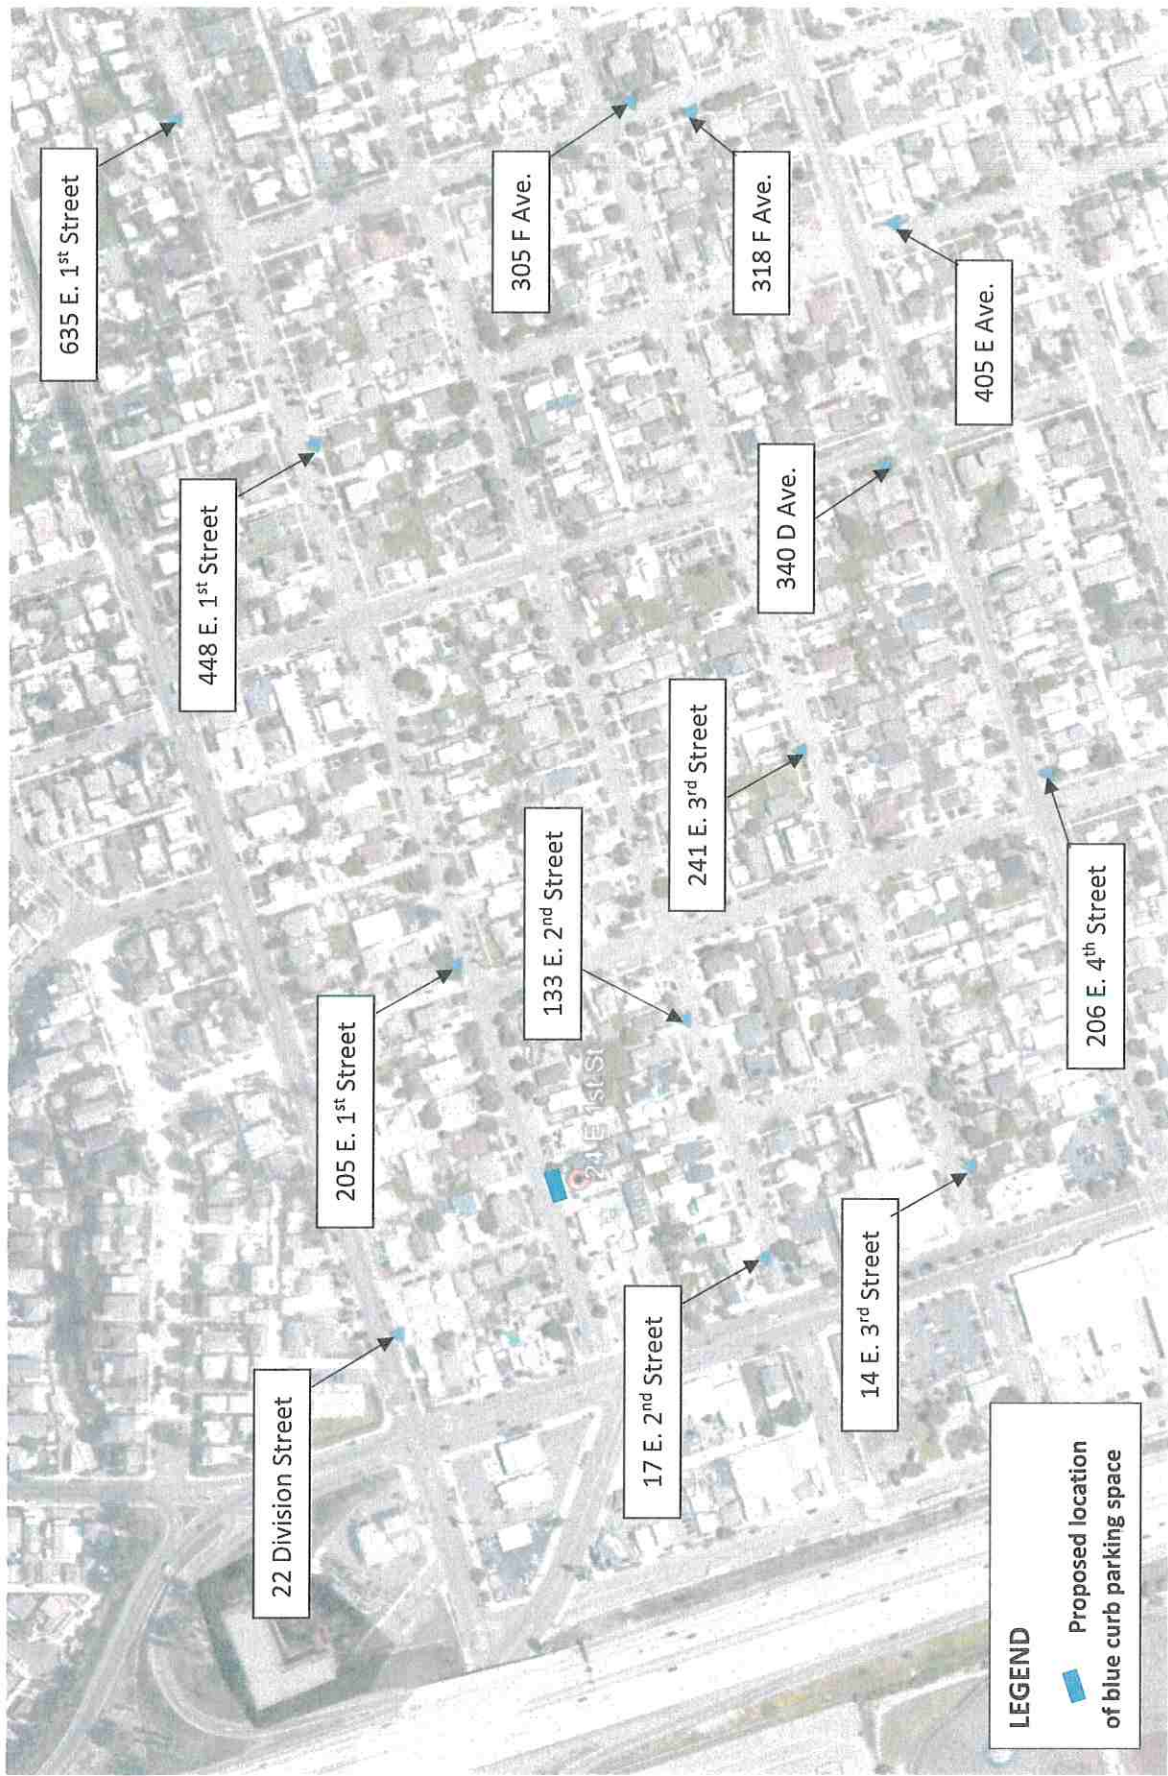 635 E. 1st Street
448 E. 1st Street
305 F Ave.
318 F Ave.
405 E Ave.
340 D Ave.
241 E. 3rd Street
133 E. 2nd Street
205 E. 1st Street
206 E. 4th Street
24 E 1st St
22 Division Street
17 E. 2nd Street
14 E. 3rd Street
LEGEND
Proposed location
of blue curb parking space